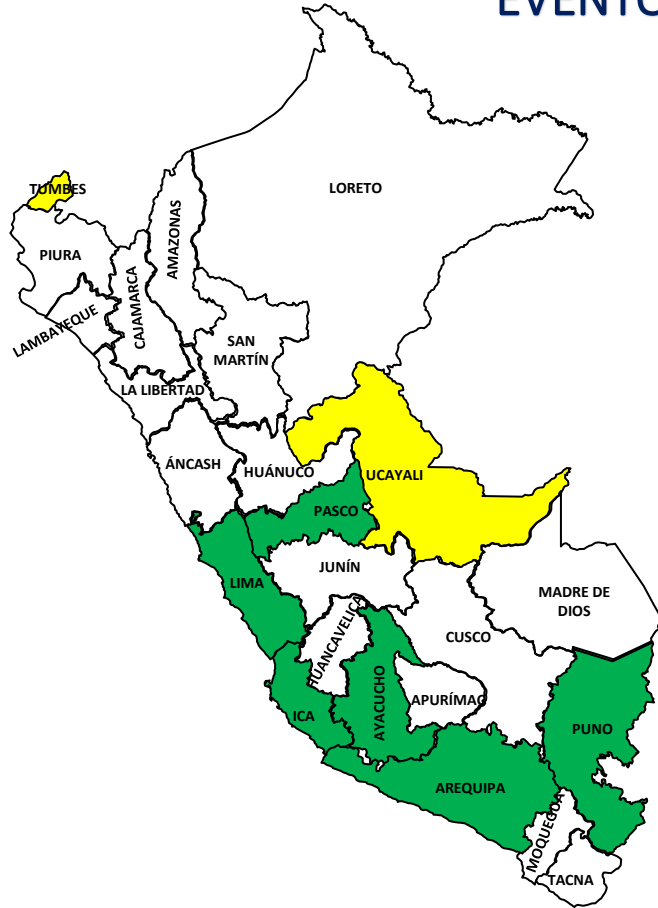 EVENTO
LORETO
TUMBES
AMAZONAS
PIURA
CAJAMARCA
LAMBAYEQUE
SAN
MARTÍN
LA LIBERTAD
ÁNCASH
HUÁNUCO
UCAYALI
PASCO
JUNÍN
LIMA
MADRE DE
DIOS
HUANCAVELICA
CUSCO
APURÍMAC
AYACUCHO
ICA
PUNO
AREQUIPA
MOQUEGUA
TACNA